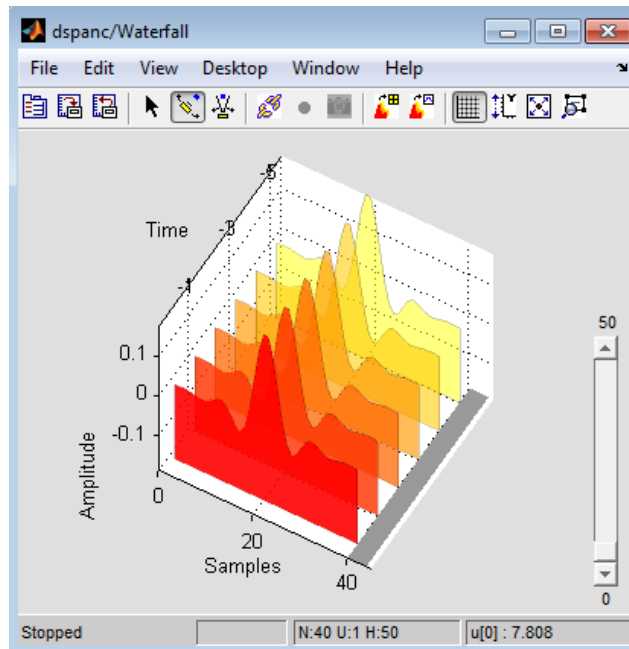 dspanc/Waterfall
File Edit View Desktop Window Help
-5
Time
-3
-1
50
0.1
0
-0.1
Amplitude
0
20
Samples
40
0
Stopped
N:40 U:1 H:50
u[0] : 7.808